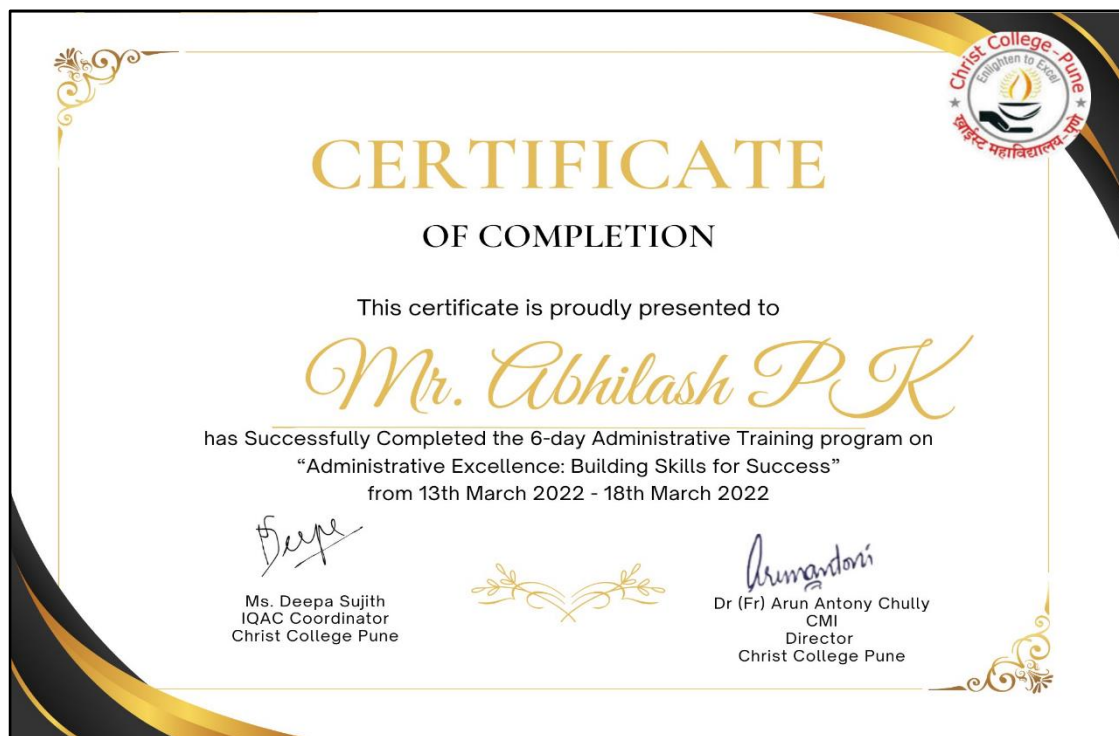 Christ College-Pune
Enlighten to Excel
ख्राईस्ट महाविद्यालय-पुणे
CERTIFICATE
OF COMPLETION
This certificate is proudly presented to
Mr. Abhilash P K
has Successfully Completed the 6-day Administrative Training program on
“Administrative Excellence: Building Skills for Success”
from 13th March 2022 - 18th March 2022
Deepe
Arunantoni
Ms. Deepa Sujith
IQAC Coordinator
Christ College Pune
Dr (Fr) Arun Antony Chully
CMI
Director
Christ College Pune